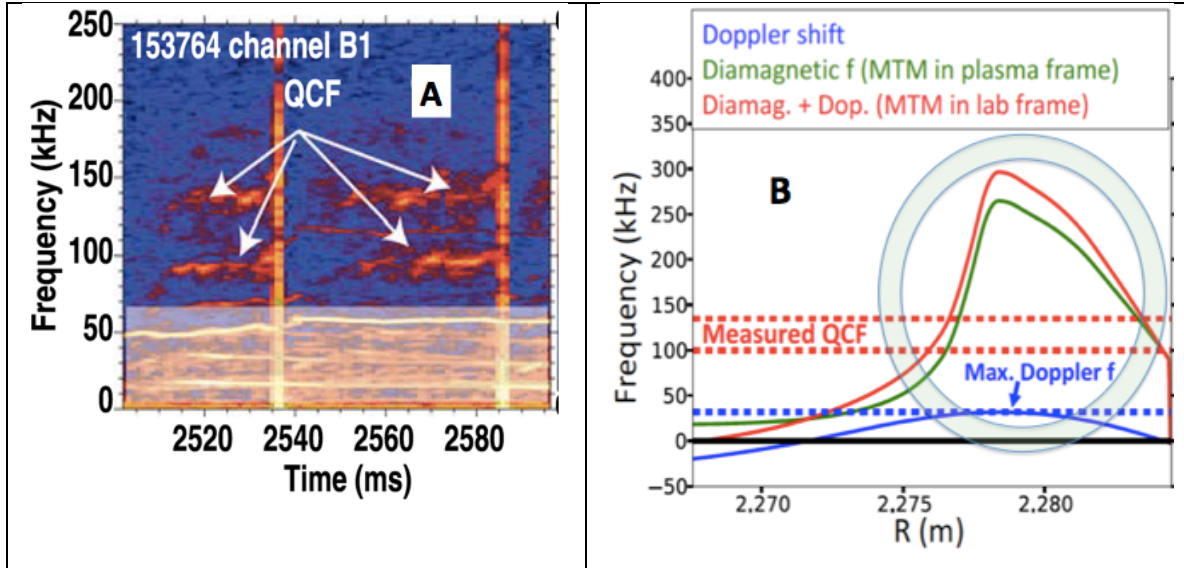 153764 channel B1
QCF
A
250
200
150
100
50
0
Frequency (kHz)
2520 2540 2560 2580
Time (ms)
Doppler shift
Diamagnetic f (MTM in plasma frame)
Diamag. + Dop. (MTM in lab frame)
B
400
350
300
250
200
150
100
50
0
−50
Frequency (kHz)
Measured QCF
Max. Doppler f
2.270 2.275 2.280
R (m)